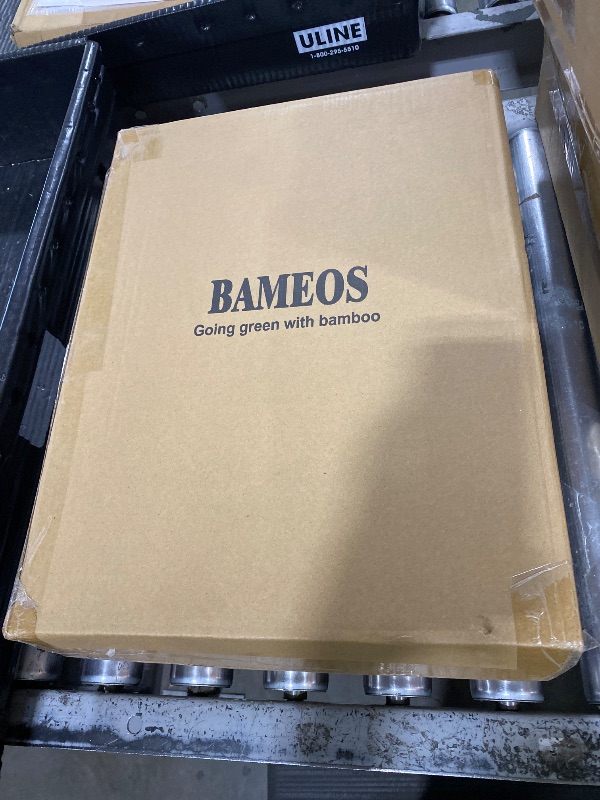 ULINE
1-800-295-5510
BAMEOS
Going green with bamboo